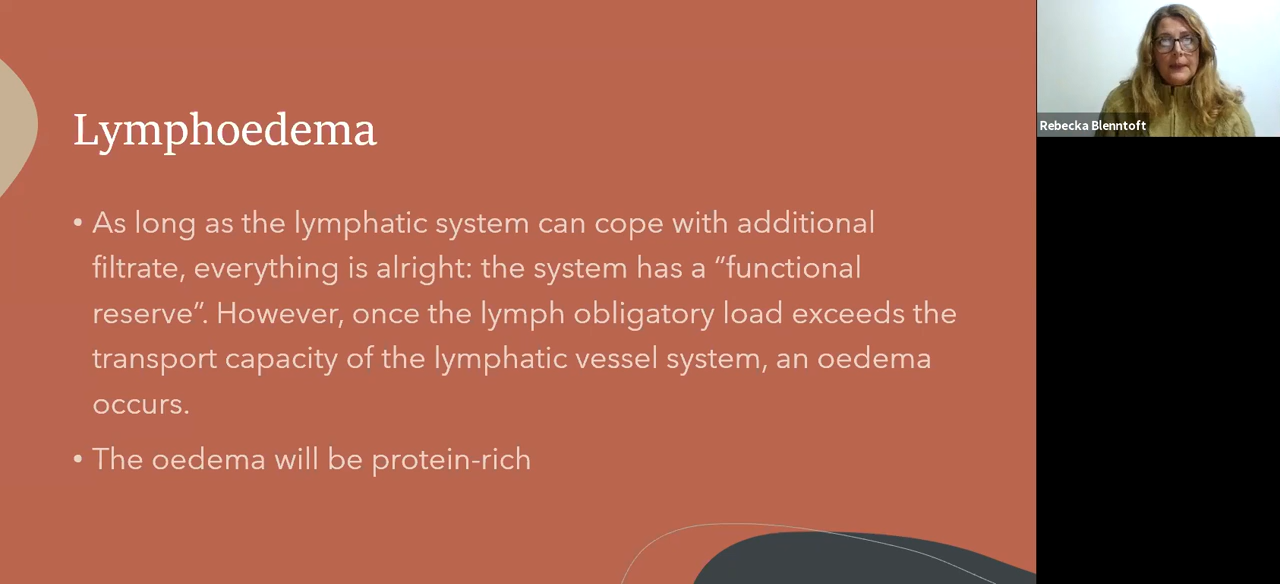 Lymphoedema
• As long as the lymphatic system can cope with additional
filtrate, everything is alright: the system has a “functional
reserve”. However, once the lymph obligatory load exceeds the
transport capacity of the lymphatic vessel system, an oedema
occurs.
• The oedema will be protein-rich
Rebecka Blenntoft